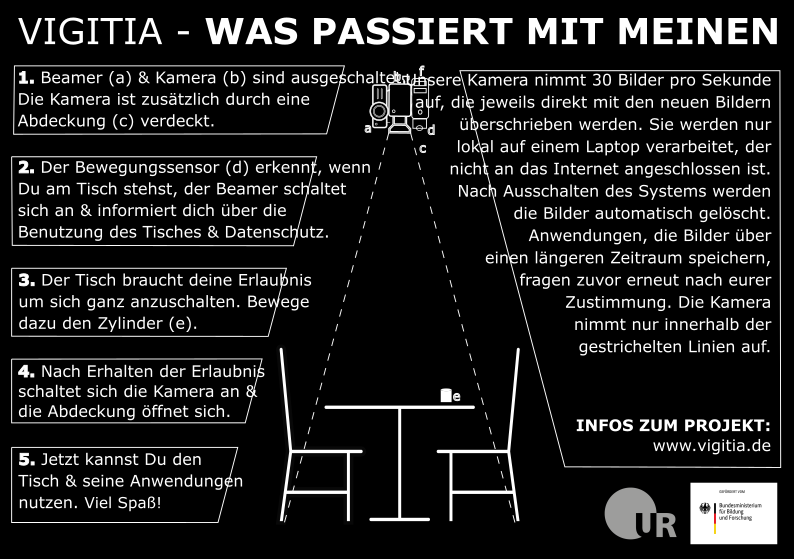 VIGITIA - WAS PASSIERT MIT MEINEN
1. Beamer (a) & Kamera (b) sind ausgeschaltet.
Die Kamera ist zusätzlich durch eine
Abdeckung (c) verdeckt.
2. Der Bewegungssensor (d) erkennt, wenn
Du am Tisch stehst, der Beamer schaltet
sich an & informiert dich über die
Benutzung des Tisches & Datenschutz.
3. Der Tisch braucht deine Erlaubnis
um sich ganz anzuschalten. Bewege
dazu den Zylinder (e).
4. Nach Erhalten der Erlaubnis
schaltet sich die Kamera an &
die Abdeckung öffnet sich.
5. Jetzt kannst Du den
Tisch & seine Anwendungen
nutzen. Viel Spaß!
b
f
a
d
c
e
Unsere Kamera nimmt 30 Bilder pro Sekunde
auf, die jeweils direkt mit den neuen Bildern
überschrieben werden. Sie werden nur
lokal auf einem Laptop verarbeitet, der
nicht an das Internet angeschlossen ist.
Nach Ausschalten des Systems werden
die Bilder automatisch gelöscht.
Anwendungen, die Bilder über
einen längeren Zeitraum speichern,
fragen zuvor erneut nach eurer
Zustimmung. Die Kamera
nimmt nur innerhalb der
gestrichelten Linien auf.
INFOS ZUM PROJEKT:
www.vigitia.de
UR
GEFÖRDERT VOM
Bundesministerium
für Bildung
und Forschung